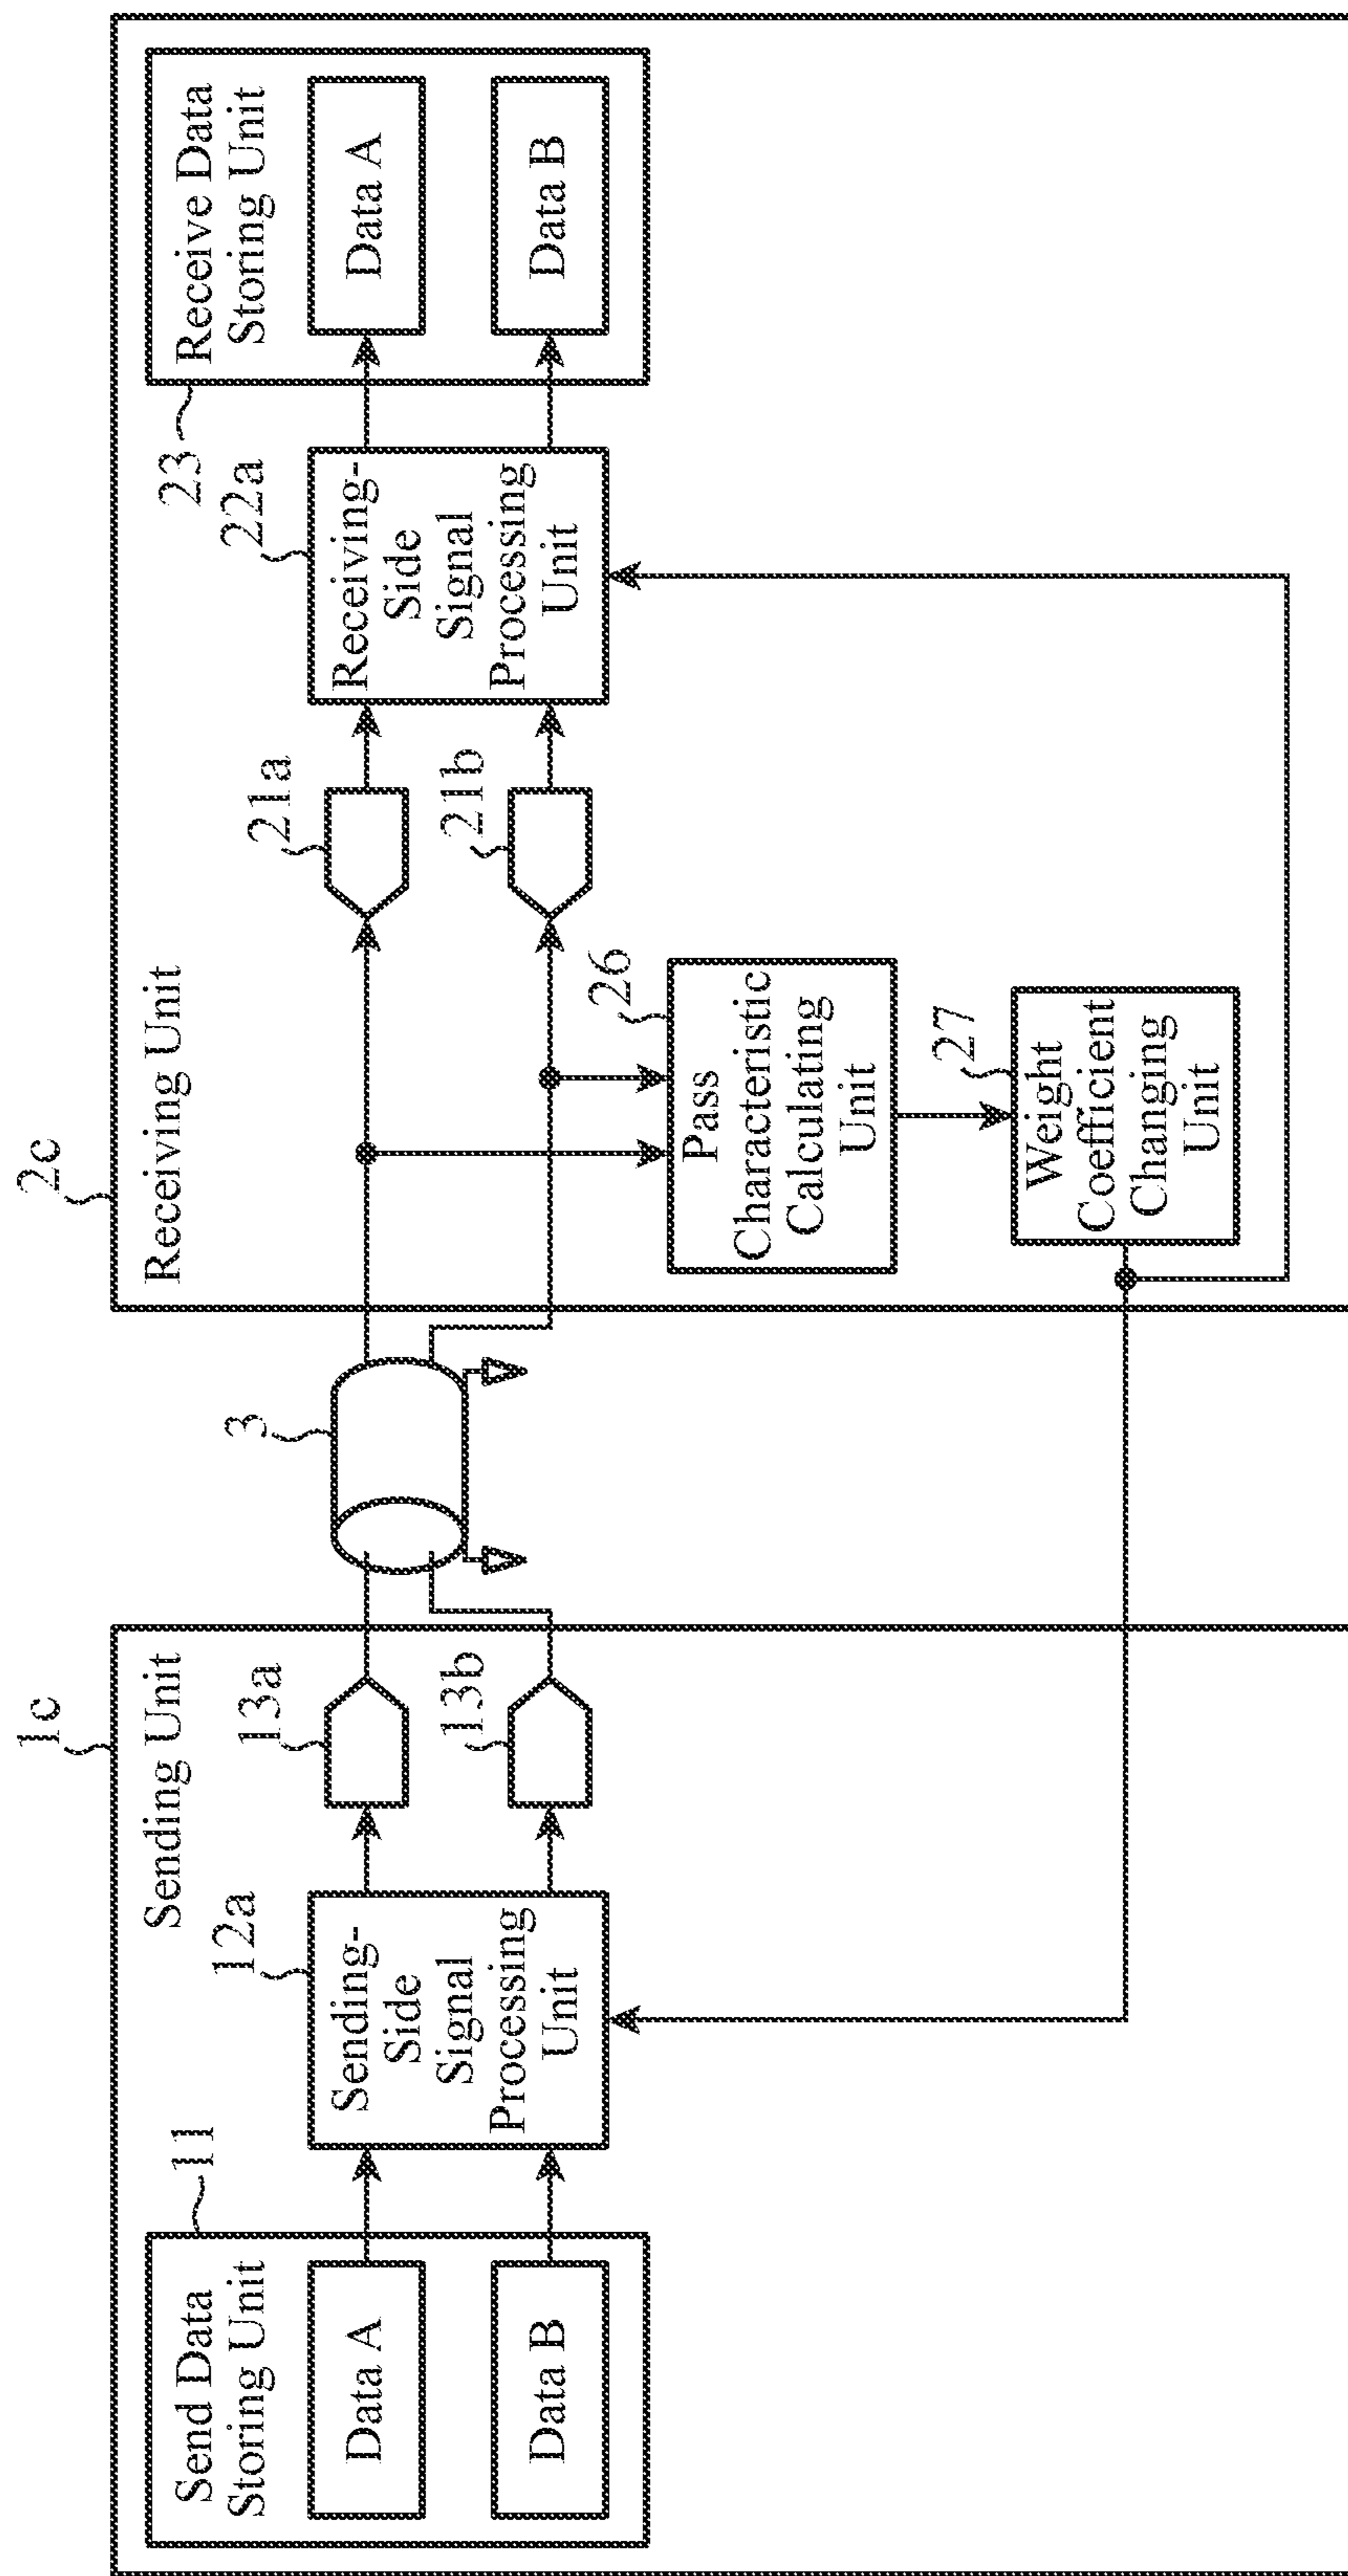 1c
Sending Unit
Send Data
Storing Unit
11
Data A
Data B
12a
Sending-
Side
Signal
Processing
Unit
13a
13b
3
2c
Receiving Unit
21a
21b
26
Pass
Characteristic
Calculating
Unit
27
Weight
Coefficient
Changing
Unit
22a
Receiving-
Side
Signal
Processing
Unit
23
Receive Data
Storing Unit
Data A
Data B